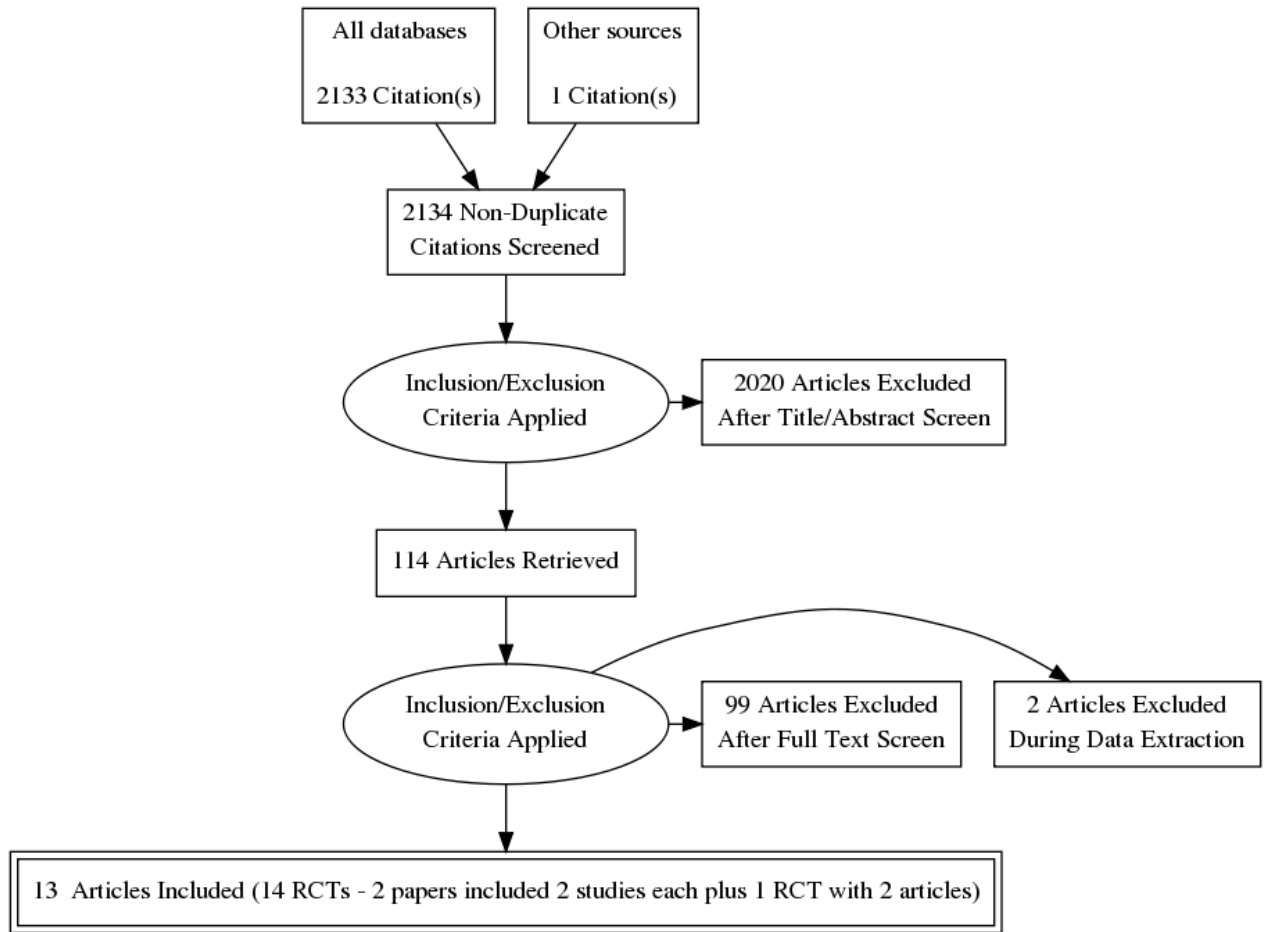 All databases
2133 Citation(s)
Other sources
1 Citation(s)
2134 Non-Duplicate
Citations Screened
Inclusion/Exclusion
Criteria Applied
2020 Articles Excluded
After Title/Abstract Screen
114 Articles Retrieved
Inclusion/Exclusion
Criteria Applied
99 Articles Excluded
After Full Text Screen
2 Articles Excluded
During Data Extraction
13 Articles Included (14 RCTs - 2 papers included 2 studies each plus 1 RCT with 2 articles)